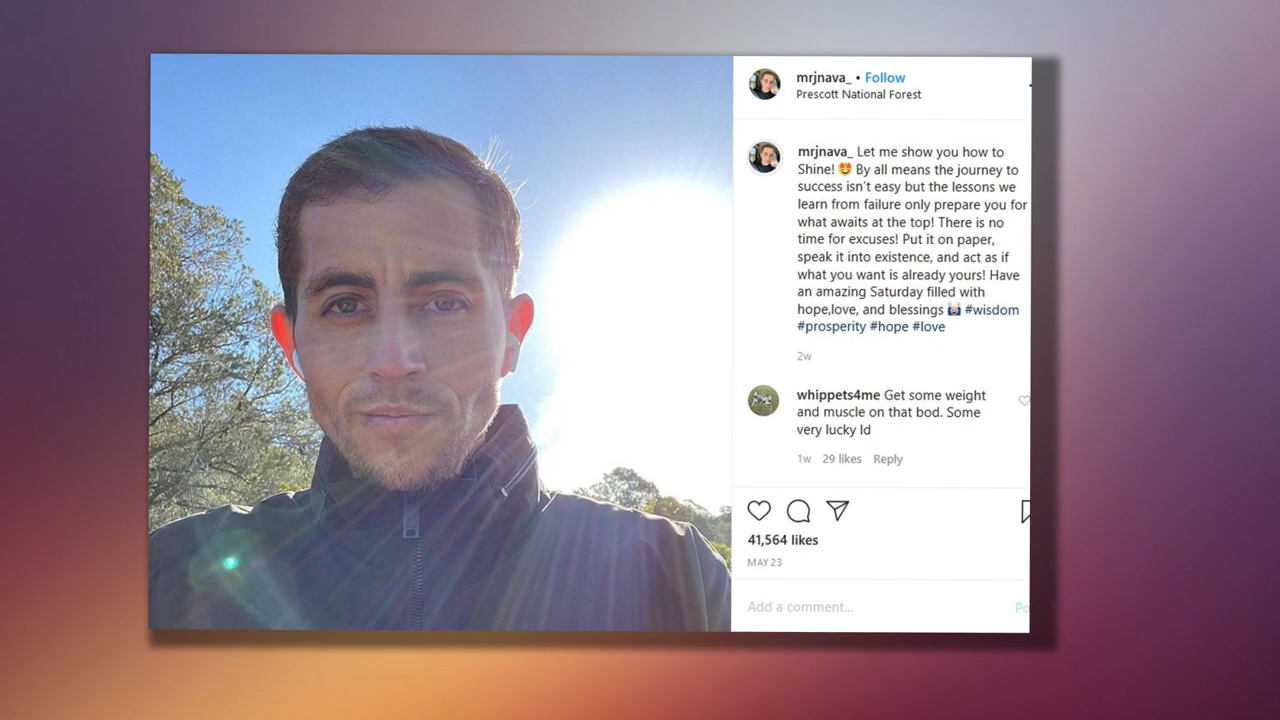 mrjnava_ • Follow
Prescott National Forest
mrjnava_ Let me show you how to
Shine! 🤩 By all means the journey to
success isn't easy but the lessons we
learn from failure only prepare you for
what awaits at the top! There is no
time for excuses! Put it on paper,
speak it into existence, and act as if
what you want is already yours! Have
an amazing Saturday filled with
hope,love, and blessings 🙌 #wisdom
#prosperity #hope #love
2w
whippets4me Get some weight
and muscle on that bod. Some
very lucky ld
1w 29 likes Reply
41,564 likes
MAY 23
Add a comment...
Po